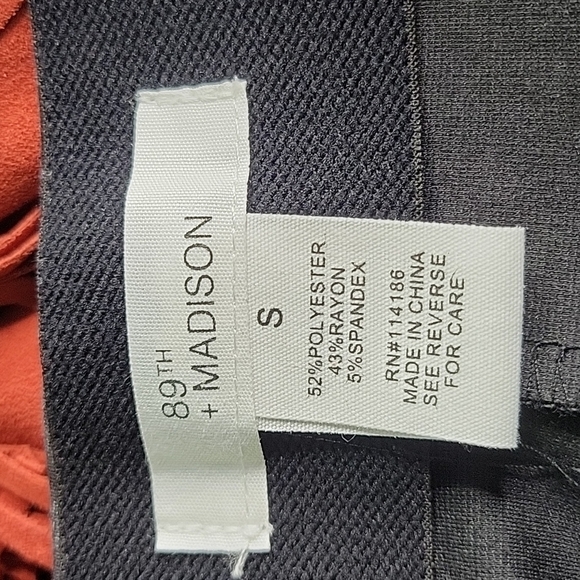 89TH
+ MADISON
S
52%POLYESTER
43%RAYON
5%SPANDEX
RN#114186
MADE IN CHINA
SEE REVERSE
FOR CARE